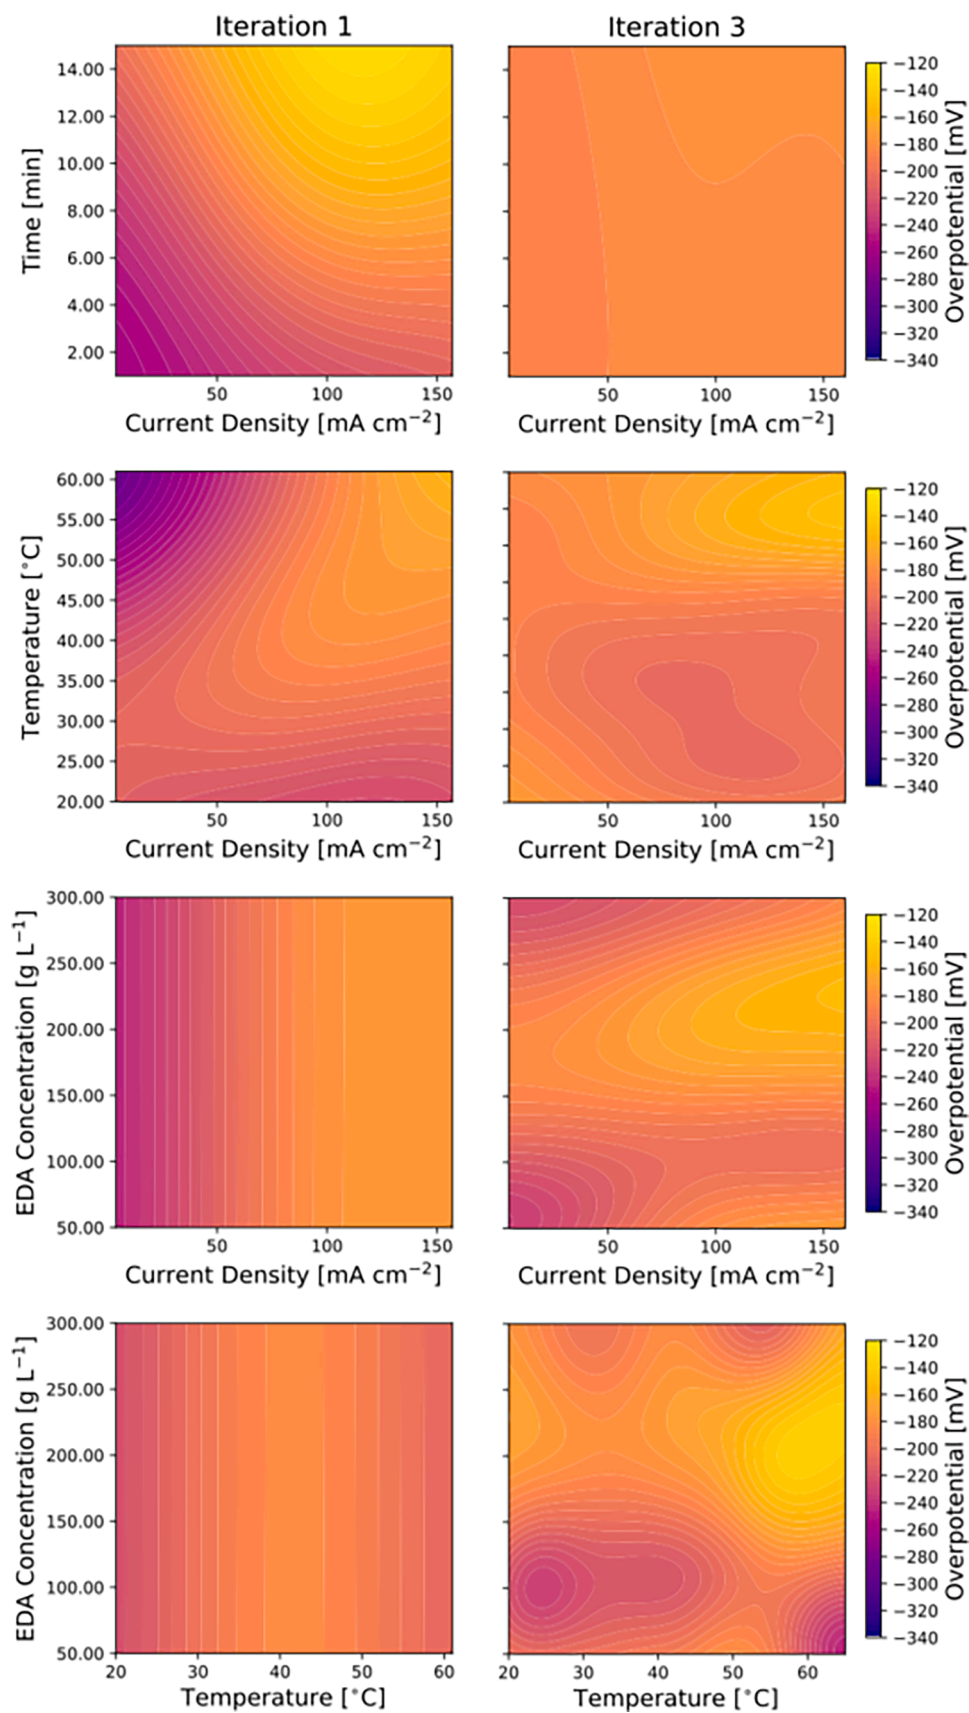 Iteration 1
Iteration 3
14.00
12.00
10.00
8.00
6.00
4.00
2.00
Time [min]
50 100 150
Current Density [mA cm−2]
50 100 150
Current Density [mA cm−2]
−120
−140
−160
−180
−200
−220
−240
−260
−280
−300
−320
−340
Overpotential [mV]
60.00
55.00
50.00
45.00
40.00
35.00
30.00
25.00
20.00
Temperature [°C]
50 100 150
Current Density [mA cm−2]
50 100 150
Current Density [mA cm−2]
−120
−140
−160
−180
−200
−220
−240
−260
−280
−300
−320
−340
Overpotential [mV]
300.00
250.00
200.00
150.00
100.00
50.00
EDA Concentration [g L−1]
50 100 150
Current Density [mA cm−2]
50 100 150
Current Density [mA cm−2]
−120
−140
−160
−180
−200
−220
−240
−260
−280
−300
−320
−340
Overpotential [mV]
300.00
250.00
200.00
150.00
100.00
50.00
EDA Concentration [g L−1]
20 30 40 50 60
Temperature [°C]
20 30 40 50 60
Temperature [°C]
−120
−140
−160
−180
−200
−220
−240
−260
−280
−300
−320
−340
Overpotential [mV]